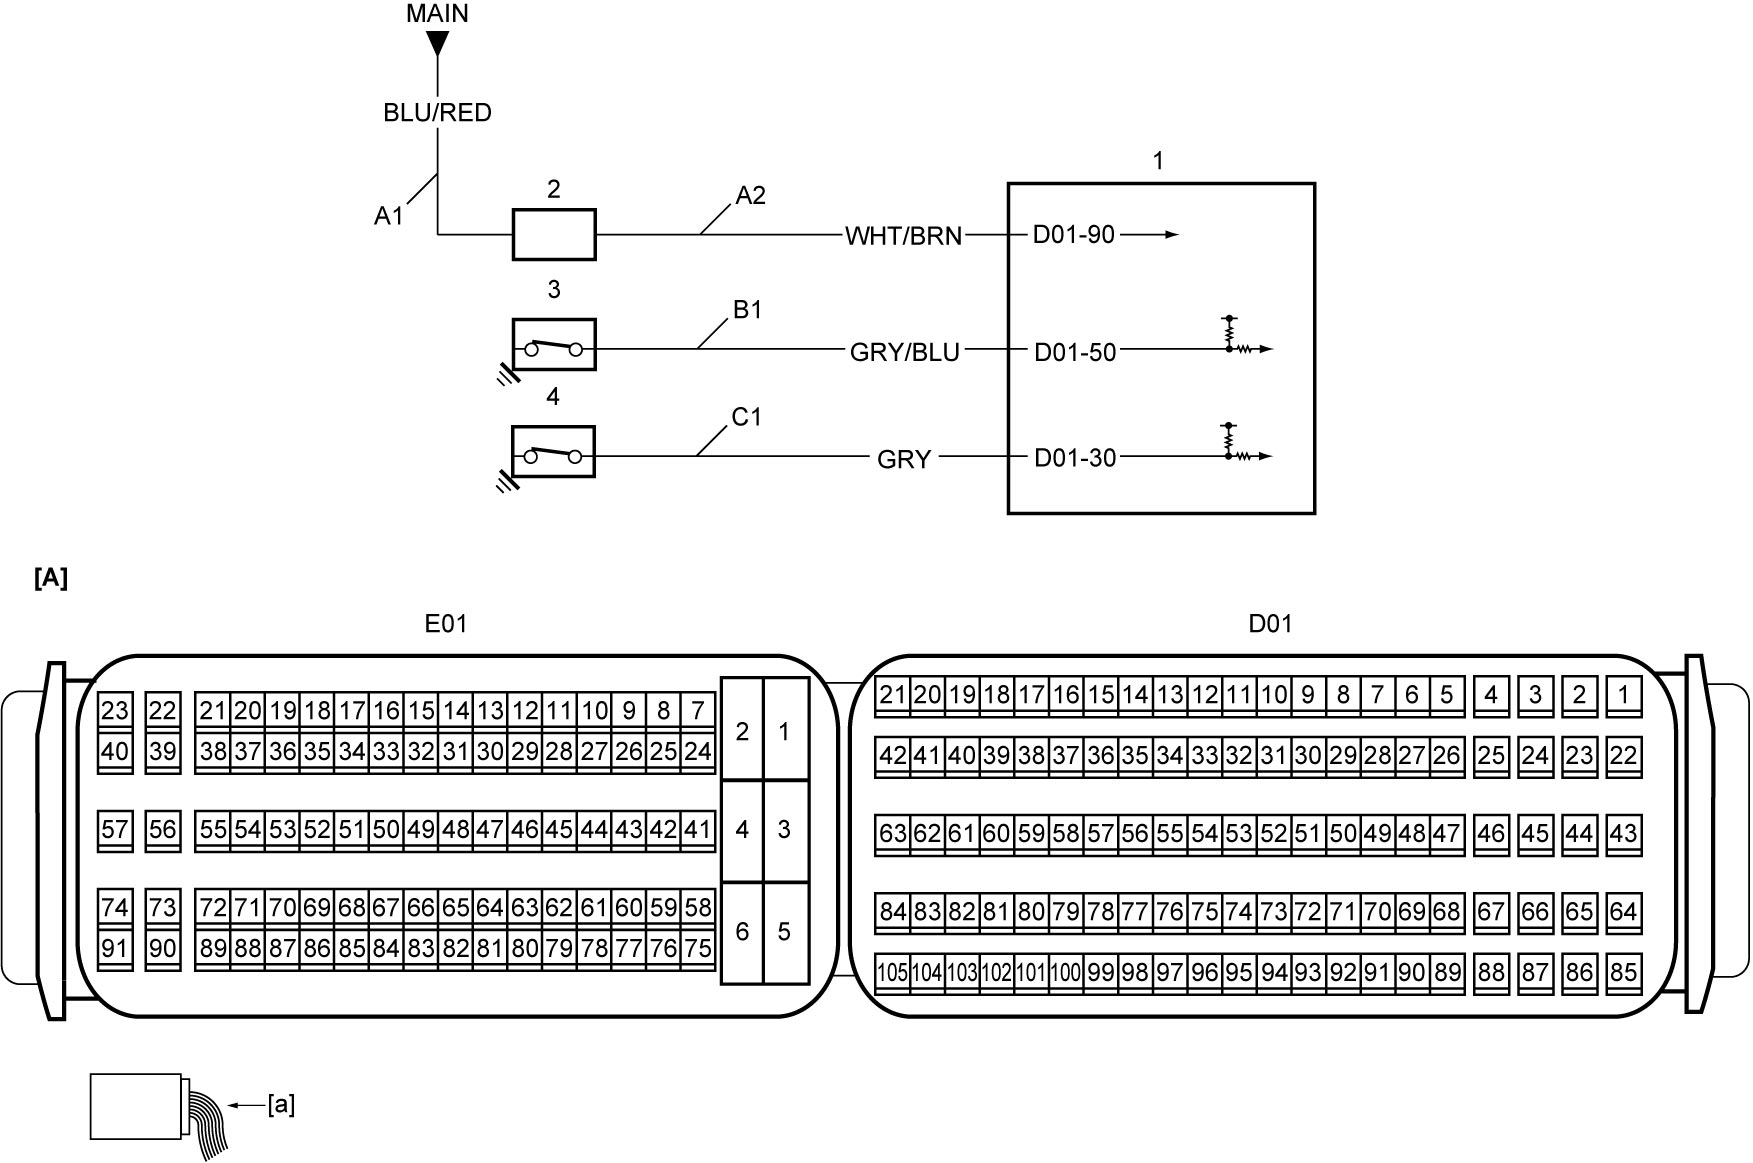 MAIN
BLU/RED
1
2
A2
A1
WHT/BRN
D01-90
3
B1
GRY/BLU
D01-50
4
C1
GRY
D01-30
[A]
E01
D01
23 22 21 20 19 18 17 16 15 14 13 12 11 10 9 8 7
40 39 38 37 36 35 34 33 32 31 30 29 28 27 26 25 24
2 1
57 56 55 54 53 52 51 50 49 48 47 46 45 44 43 42 41
4 3
74 73 72 71 70 69 68 67 66 65 64 63 62 61 60 59 58
91 90 89 88 87 86 85 84 83 82 81 80 79 78 77 76 75
6 5
21 20 19 18 17 16 15 14 13 12 11 10 9 8 7 6 5 4 3 2 1
42 41 40 39 38 37 36 35 34 33 32 31 30 29 28 27 26 25 24 23 22
63 62 61 60 59 58 57 56 55 54 53 52 51 50 49 48 47 46 45 44 43
84 83 82 81 80 79 78 77 76 75 74 73 72 71 70 69 68 67 66 65 64
105 104 103 102 101 100 99 98 97 96 95 94 93 92 91 90 89 88 87 86 85
[a]